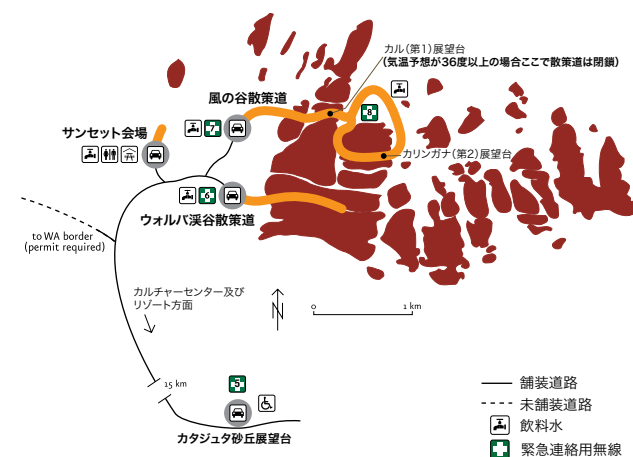 カル（第1）展望台
（気温予想が36度以上の場合ここで散策道は閉鎖）
風の谷散策道
サンセット会場
7
8
カリンガナ（第2）展望台
6
ウォルパ渓谷散策道
to WA border
(permit required)
カルチャーセンター及び
リゾート方面
N
0 1 km
15 km
5
カタジュタ砂丘展望台
舗装道路
未舗装道路
飲料水
緊急連絡用無線